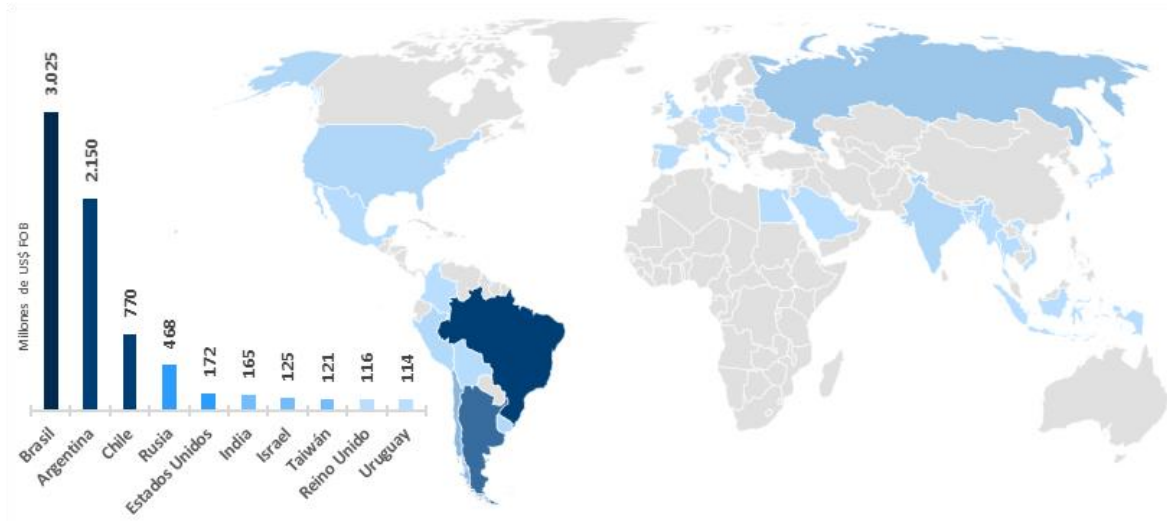 Millones de US$ FOB
3.025
2.150
770
468
172
165
125
121
116
114
Brasil
Argentina
Chile
Rusia
Estados Unidos
India
Israel
Taiwán
Reino Unido
Uruguay